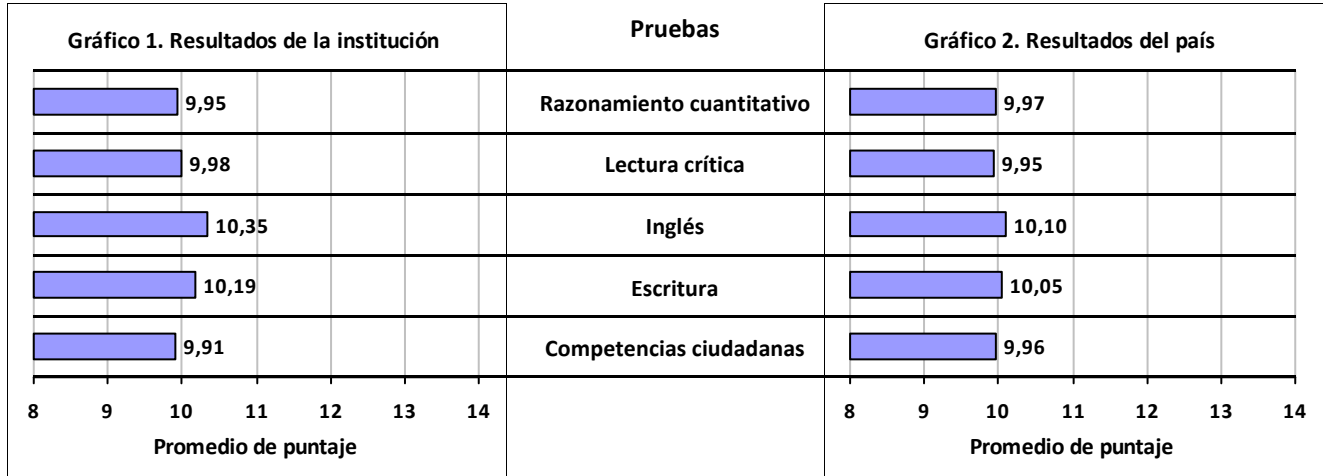 Gráfico 1. Resultados de la institución
Pruebas
Gráfico 2. Resultados del país
9,95
Razonamiento cuantitativo
9,97
9,98
Lectura crítica
9,95
10,35
Inglés
10,10
10,19
Escritura
10,05
9,91
Competencias ciudadanas
9,96
8 9 10 11 12 13 14
8 9 10 11 12 13 14
Promedio de puntaje
Promedio de puntaje